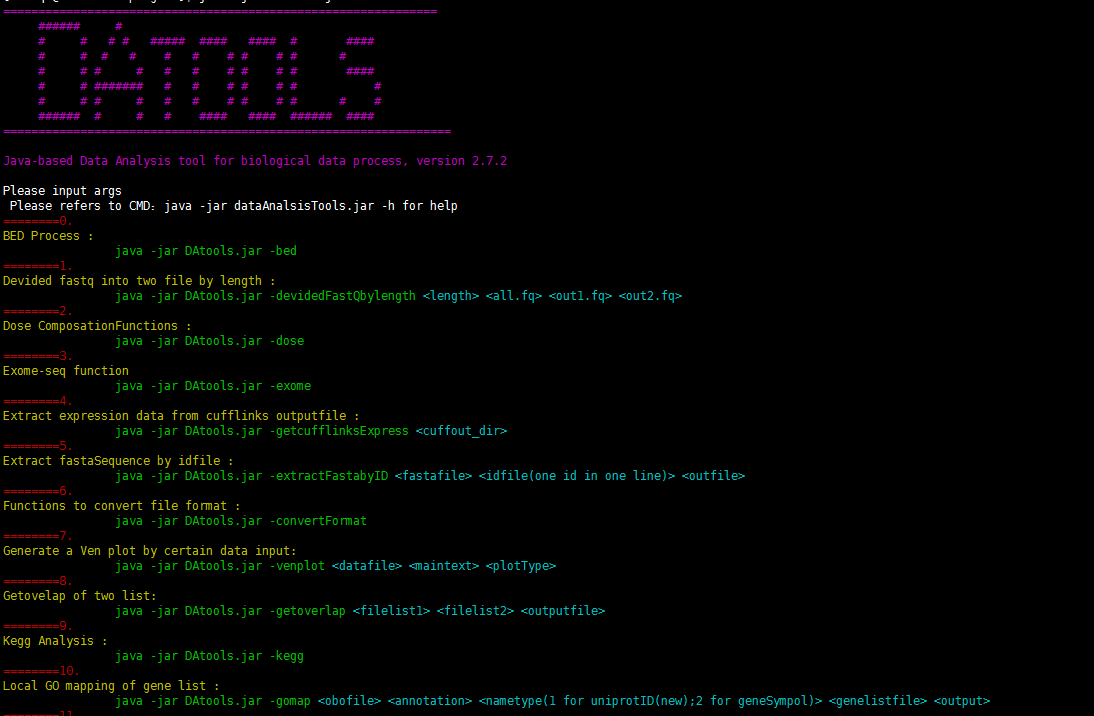 ==============================================================
DATOOLS
================================================================
Java-based Data Analysis tool for biological data process, version 2.7.2
Please input args
Please refers to CMD: java -jar dataAnalsisTools.jar -h for help
========0.
BED Process :
java -jar DAtools.jar -bed
========1.
Devided fastq into two file by length :
java -jar DAtools.jar -devidedFastQbylength <length> <all.fq> <out1.fq> <out2.fq>
========2.
Dose ComposationFunctions :
java -jar DAtools.jar -dose
========3.
Exome-seq function
java -jar DAtools.jar -exome
========4.
Extract expression data from cufflinks outputfile :
java -jar DAtools.jar -getcufflinksExpress <cuffout_dir>
========5.
Extract fastaSequence by idfile :
java -jar DAtools.jar -extractFastabyID <fastafile> <idfile(one id in one line)> <outfile>
========6.
Functions to convert file format :
java -jar DAtools.jar -convertFormat
========7.
Generate a Ven plot by certain data input:
java -jar DAtools.jar -venplot <datafile> <maintext> <plotType>
========8.
Getovelap of two list:
java -jar DAtools.jar -getoverlap <filelist1> <filelist2> <outputfile>
========9.
Kegg Analysis :
java -jar DAtools.jar -kegg
========10.
Local GO mapping of gene list :
java -jar DAtools.jar -gomap <obofile> <annotation> <nametype(1 for uniprotID(new);2 for geneSympol)> <genelistfile> <output>
========11.